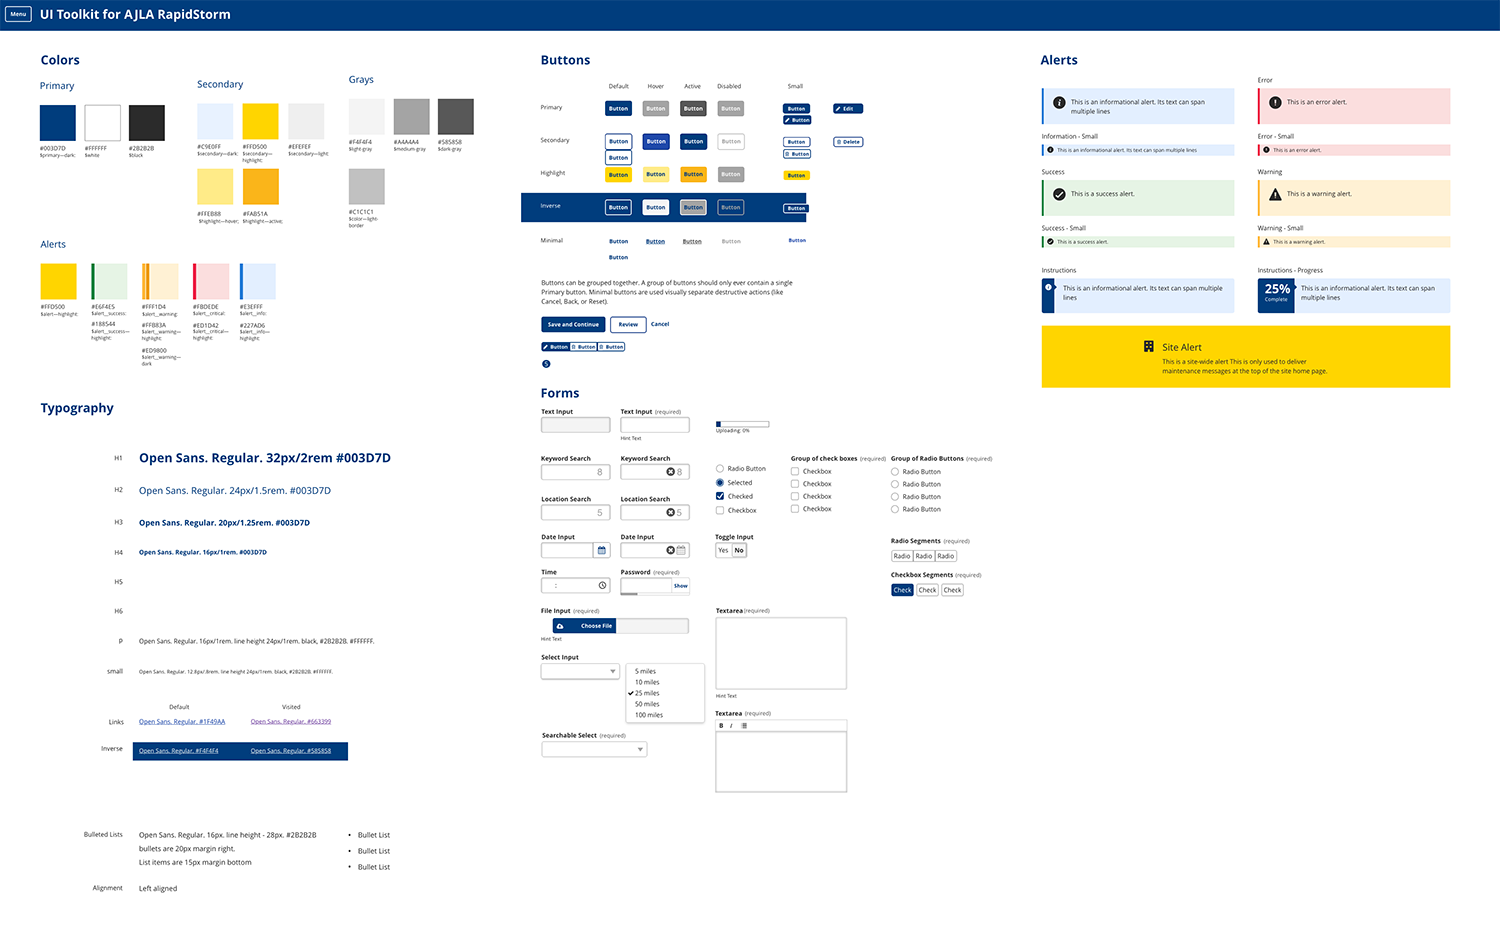 Menu
UI Toolkit for AJLA RapidStorm
Colors
Primary
#003D7D
$primary—dark;
#FFFFFF
$white
#2B2B2B
$black
Secondary
#C9E0FF
$secondary—dark;
#FFD500
$secondary—
highlight;
#EFEFEF
$secondary—light;
#FFEB88
$highlight—hover;
#FAB51A
$highlight—active;
Grays
#F4F4F4
$light-gray
#A4A4A4
$medium-gray
#585858
$dark-gray
#C1C1C1
$color—light-
border
Alerts
#FFD500
$alert—highlight;
#E6F4E5
$alert__success:
#188544
$alert__success—
highlight:
#FFF1D4
$alert__warning
#FFB83A
$alert__warning—
highlight:
#ED9800
$alert__warning—
dark
#FBDEDE
$alert__critical:
#ED1D42
$alert__critical—
highlight:
#E3EFFF
$alert__info:
#227AD6
$alert__info—
highlight:
Typography
H1
Open Sans. Regular. 32px/2rem #003D7D
H2
Open Sans. Regular. 24px/1.5rem. #003D7D
H3
Open Sans. Regular. 20px/1.25rem. #003D7D
H4
Open Sans. Regular. 16px/1rem. #003D7D
H5
H6
P
Open Sans. Regular. 16px/1rem. line height 24px/1rem. black, #2B2B2B. #FFFFFF.
small
Open Sans. Regular. 12.8px/.8rem. line height 24px/1rem. black, #2B2B2B. #FFFFFF.
Default Visited
Links
Open Sans. Regular. #1F49AA Open Sans. Regular. #663399
Inverse
Open Sans. Regular. #F4F4F4 Open Sans. Regular. #585858
Bulleted Lists
Open Sans. Regular. 16px. line height - 28px. #2B2B2B
bullets are 20px margin right.
List items are 15px margin bottom
• Bullet List
• Bullet List
• Bullet List
Alignment
Left aligned
Buttons
Default Hover Active Disabled Small
Primary
Button Button Button Button Button Edit
Button
Secondary
Button Button Button Button Button Delete
Button Button
Highlight
Button Button Button Button Button
Inverse
Button Button Button Button Button
Minimal
Button Button Button Button Button
Button
Buttons can be grouped together. A group of buttons should only ever contain a single
Primary button. Minimal buttons are used visually separate destructive actions (like
Cancel, Back, or Reset).
Save and Continue Review Cancel
Button Button Button
Forms
Text Input
Text Input (required)
Hint Text
Uploading: 0%
Keyword Search
8
Keyword Search
8
Location Search
5
Location Search
5
Radio Button
Selected
Checked
Checkbox
Group of check boxes (required)
Checkbox
Checkbox
Checkbox
Checkbox
Group of Radio Buttons (required)
Radio Button
Radio Button
Radio Button
Radio Button
Date Input
Date Input
Toggle Input
Yes No
Radio Segments (required)
Radio Radio Radio
Time
:
Password (required)
Show
Checkbox Segments (required)
Check Check Check
File Input (required)
Choose File
Hint Text
Select Input
5 miles
10 miles
25 miles
50 miles
100 miles
Searchable Select (required)
Textarea (required)
Hint Text
Textarea (required)
B I
Alerts
This is an informational alert. Its text can span
multiple lines
Error
This is an error alert.
Information - Small
This is an informational alert. Its text can span multiple lines
Error - Small
This is an error alert.
Success
This is a success alert.
Warning
This is a warning alert.
Success - Small
This is a success alert.
Warning - Small
This is a warning alert.
Instructions
This is an informational alert. Its text can span multiple
lines
Instructions - Progress
25%
Complete
This is an informational alert. Its text can span
multiple lines
Site Alert
This is a site-wide alert This is only used to deliver
maintenance messages at the top of the site home page.